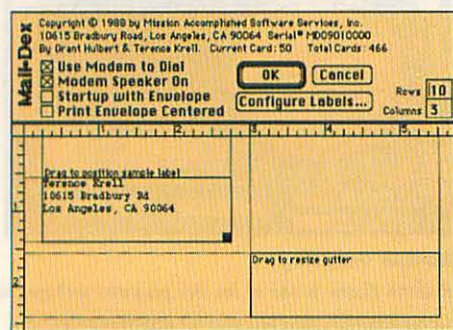 Mail-Dex
Copyright © 1988 by Mission Accomplished Software Services, Inc.
10615 Bradbury Road, Los Angeles, CA 90064 Serial# MD09010000
By Grant Hulbert & Terence Krell. Current Card: 50 Total Cards: 466
Use Modem to Dial
Modem Speaker On
Startup with Envelope
Print Envelope Centered
OK Cancel
Configure Labels...
Rows 10
Columns 3
1 2 3 4 5
Drag to position sample label
Terence Krell
10615 Bradbury Rd
Los Angeles, CA 90064
1
Drag to resize gutter
2